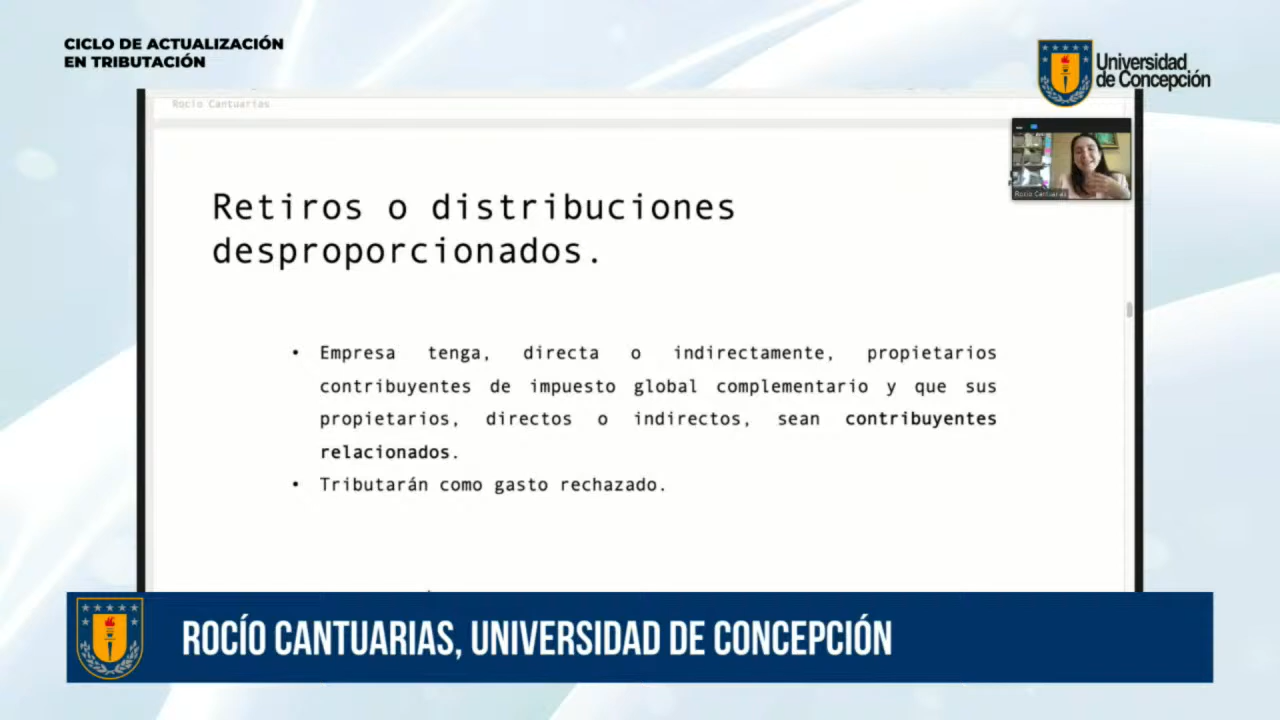 CICLO DE ACTUALIZACIÓN
EN TRIBUTACIÓN
Universidad
de Concepción
Rocío Cantuarias
Rocío Cantuarias
Retiros o distribuciones
desproporcionados.
• Empresa tenga, directa o indirectamente, propietarios
contribuyentes de impuesto global complementario y que sus
propietarios, directos o indirectos, sean contribuyentes
relacionados.
• Tributarán como gasto rechazado.
ROCÍO CANTUARIAS, UNIVERSIDAD DE CONCEPCIÓN